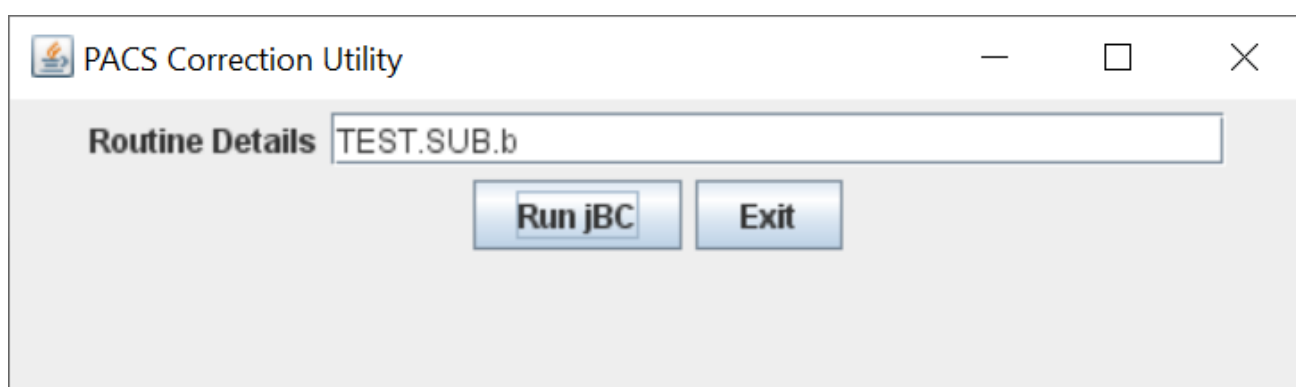 PACS Correction Utility
Routine Details TEST.SUB.b
Run jBC Exit